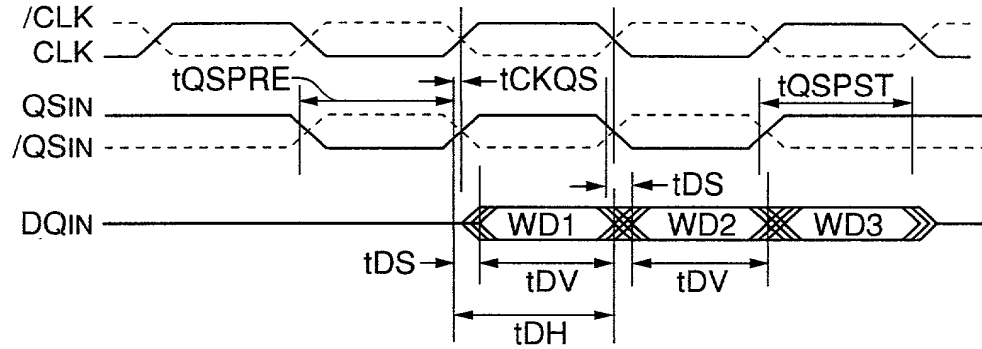 /CLK
CLK
tQSPRE
tCKQS
tQSPST
QSIN
/QSIN
tDS
DQIN
WD1
WD2
WD3
tDS
tDV
tDV
tDH